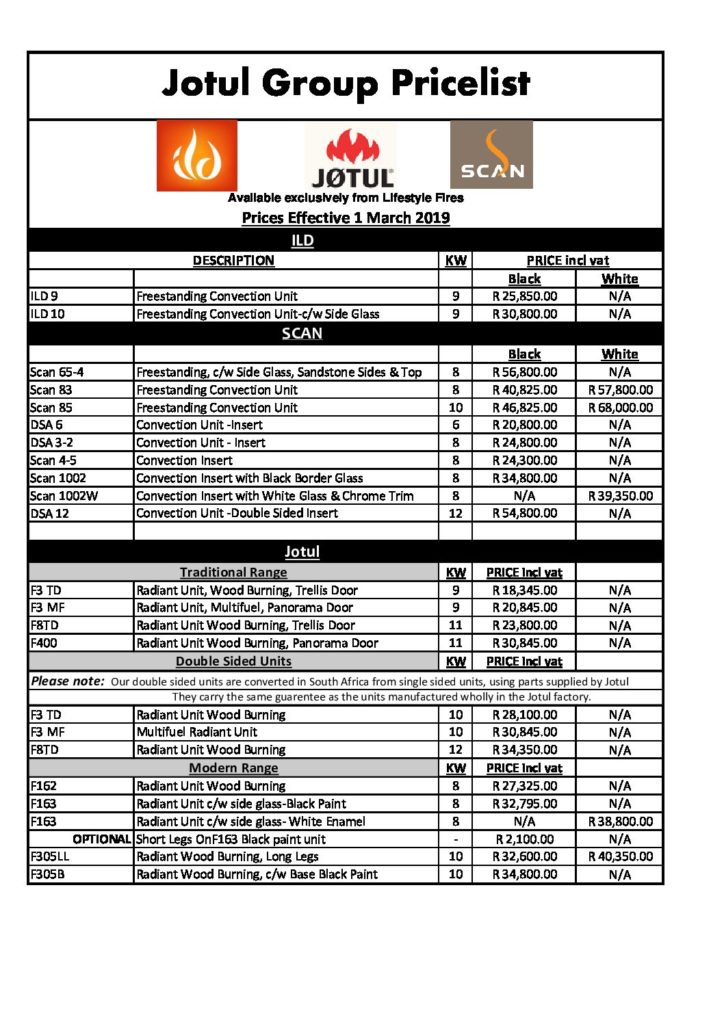 Jotul Group Pricelist
ild JØTUL SCAN
Available exclusively from Lifestyle Fires
Prices Effective 1 March 2019
ILD
DESCRIPTION KW PRICE incl vat
Black White
ILD 9 Freestanding Convection Unit 9 R 25,850.00 N/A
ILD 10 Freestanding Convection Unit-c/w Side Glass 9 R 30,800.00 N/A
SCAN
Black White
Scan 65-4 Freestanding, c/w Side Glass, Sandstone Sides & Top 8 R 56,800.00 N/A
Scan 83 Freestanding Convection Unit 8 R 40,825.00 R 57,800.00
Scan 85 Freestanding Convection Unit 10 R 46,825.00 R 68,000.00
DSA 6 Convection Unit -Insert 6 R 20,800.00 N/A
DSA 3-2 Convection Unit - Insert 8 R 24,800.00 N/A
Scan 4-5 Convection Insert 8 R 24,300.00 N/A
Scan 1002 Convection Insert with Black Border Glass 8 R 34,800.00 N/A
Scan 1002W Convection Insert with White Glass & Chrome Trim 8 N/A R 39,350.00
DSA 12 Convection Unit -Double Sided Insert 12 R 54,800.00 N/A
Jotul
Traditional Range KW PRICE Incl vat
F3 TD Radiant Unit, Wood Burning, Trellis Door 9 R 18,345.00 N/A
F3 MF Radiant Unit, Multifuel, Panorama Door 9 R 20,845.00 N/A
F8TD Radiant Unit Wood Burning, Trellis Door 11 R 23,800.00 N/A
F400 Radiant Unit Wood Burning, Panorama Door 11 R 30,845.00 N/A
Double Sided Units KW PRICE Incl vat
Please note: Our double sided units are converted in South Africa from single sided units, using parts supplied by Jotul
They carry the same guarentee as the units manufactured wholly in the Jotul factory.
F3 TD Radiant Unit Wood Burning 10 R 28,100.00 N/A
F3 MF Multifuel Radiant Unit 10 R 30,845.00 N/A
F8TD Radiant Unit Wood Burning 12 R 34,350.00 N/A
Modern Range KW PRICE Incl vat
F162 Radiant Unit Wood Burning 8 R 27,325.00 N/A
F163 Radiant Unit c/w side glass-Black Paint 8 R 32,795.00 N/A
F163 Radiant Unit c/w side glass- White Enamel 8 N/A R 38,800.00
OPTIONAL Short Legs OnF163 Black paint unit - R 2,100.00 N/A
F305LL Radiant Wood Burning, Long Legs 10 R 32,600.00 R 40,350.00
F305B Radiant Wood Burning, c/w Base Black Paint 10 R 34,800.00 N/A